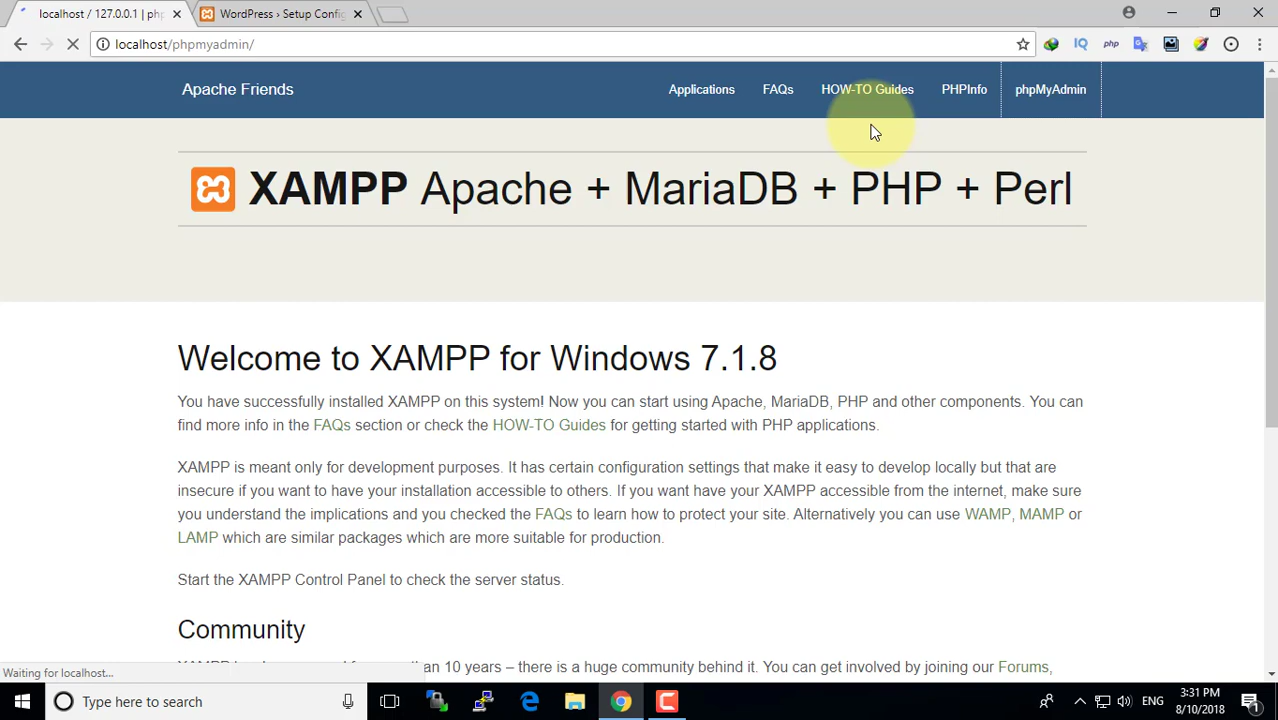 localhost / 127.0.0.1 | ph
WordPress › Setup Config
localhost/phpmyadmin/
php
Apache Friends
Applications
FAQs
HOW-TO Guides
PHPInfo
phpMyAdmin
XAMPP Apache + MariaDB + PHP + Perl
Welcome to XAMPP for Windows 7.1.8
You have successfully installed XAMPP on this system! Now you can start using Apache, MariaDB, PHP and other components. You can
find more info in the FAQs section or check the HOW-TO Guides for getting started with PHP applications.
XAMPP is meant only for development purposes. It has certain configuration settings that make it easy to develop locally but that are
insecure if you want to have your installation accessible to others. If you want have your XAMPP accessible from the internet, make sure
you understand the implications and you checked the FAQs to learn how to protect your site. Alternatively you can use WAMP, MAMP or
LAMP which are similar packages which are more suitable for production.
Start the XAMPP Control Panel to check the server status.
Community
than 10 years – there is a huge community behind it. You can get involved by joining our Forums,
Waiting for localhost...
Type here to search
ENG
3:31 PM
8/10/2018